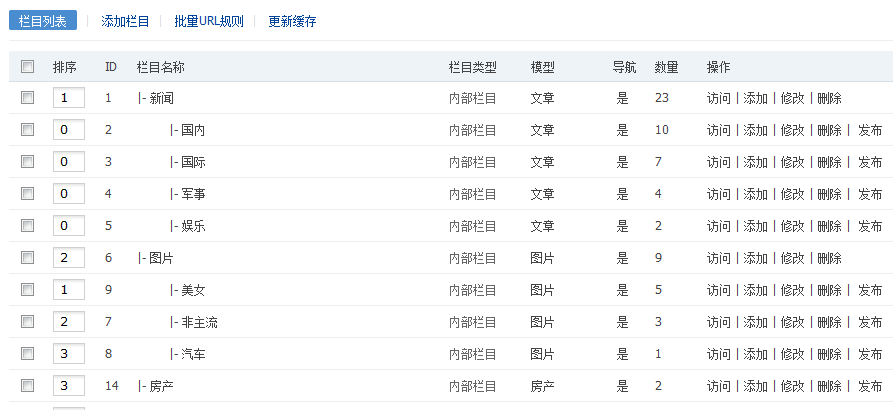 栏目列表 | 添加栏目 | 批量URL规则 | 更新缓存
排序 ID 栏目名称 栏目类型 模型 导航 数量 操作
1 1 |- 新闻 内部栏目 文章 是 23 访问 | 添加 | 修改 | 删除
0 2 |- 国内 内部栏目 文章 是 10 访问 | 添加 | 修改 | 删除 | 发布
0 3 |- 国际 内部栏目 文章 是 7 访问 | 添加 | 修改 | 删除 | 发布
0 4 |- 军事 内部栏目 文章 是 4 访问 | 添加 | 修改 | 删除 | 发布
0 5 |- 娱乐 内部栏目 文章 是 2 访问 | 添加 | 修改 | 删除 | 发布
2 6 |- 图片 内部栏目 图片 是 9 访问 | 添加 | 修改 | 删除
1 9 |- 美女 内部栏目 图片 是 5 访问 | 添加 | 修改 | 删除 | 发布
2 7 |- 非主流 内部栏目 图片 是 3 访问 | 添加 | 修改 | 删除 | 发布
3 8 |- 汽车 内部栏目 图片 是 1 访问 | 添加 | 修改 | 删除 | 发布
3 14 |- 房产 内部栏目 房产 是 2 访问 | 添加 | 修改 | 删除 | 发布